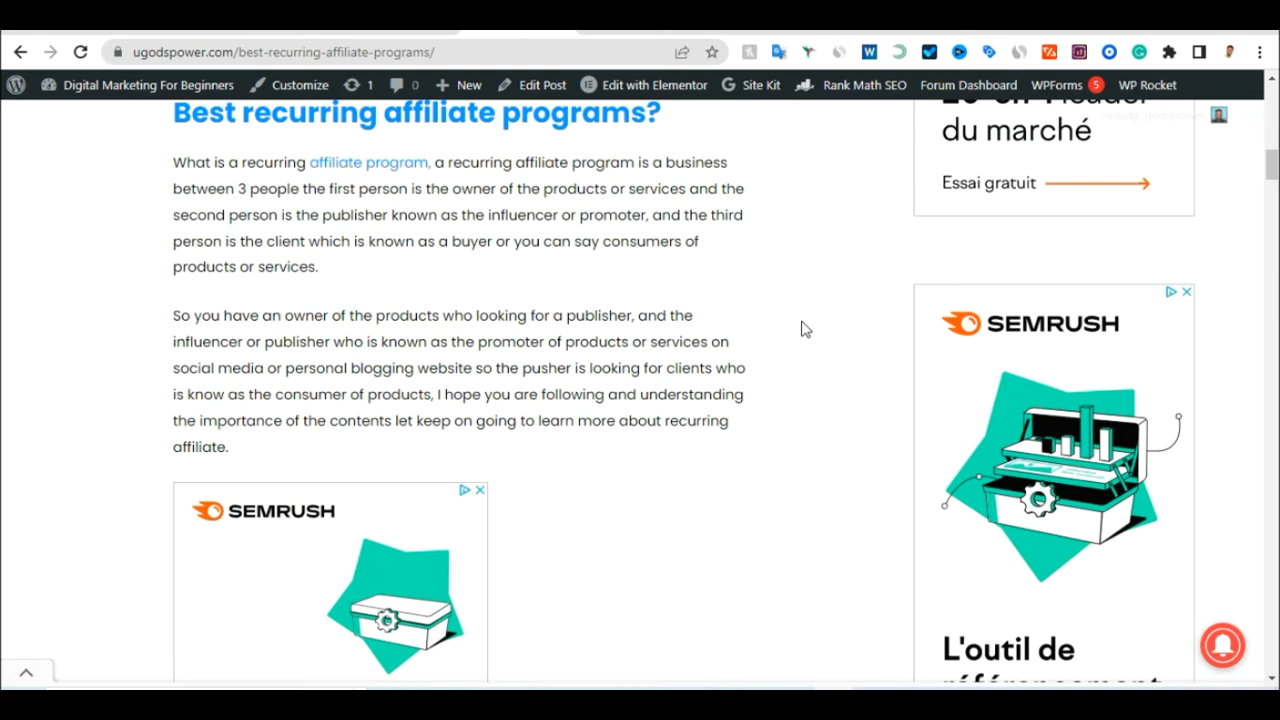 ugodspower.com/best-recurring-affiliate-programs/
Digital Marketing For Beginners Customize 1 0 New Edit Post Edit with Elementor Site Kit Rank Math SEO Forum Dashboard WPForms 5 WP Rocket
Best recurring affiliate programs?
What is a recurring affiliate program, a recurring affiliate program is a business
between 3 people the first person is the owner of the products or services and the
second person is the publisher known as the influencer or promoter, and the third
person is the client which is known as a buyer or you can say consumers of
products or services.
So you have an owner of the products who looking for a publisher, and the
influencer or publisher who is known as the promoter of products or services on
social media or personal blogging website so the pusher is looking for clients who
is know as the consumer of products, I hope you are following and understanding
the importance of the contents let keep on going to learn more about recurring
affiliate.
SEMRUSH
du marché
Essai gratuit
SEMRUSH
L'outil de